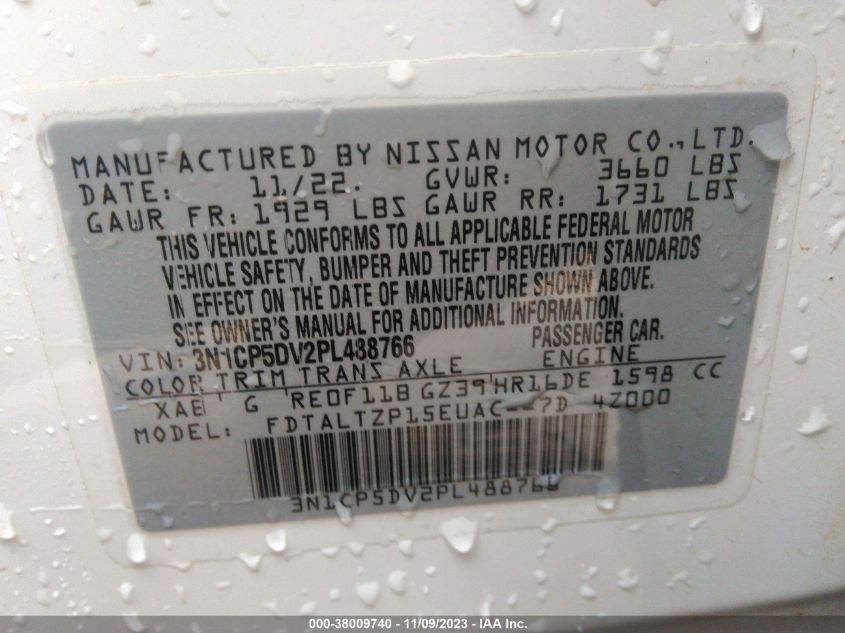 MANUFACTURED BY NISSAN MOTOR CO., LTD.
DATE: 11/22. GVWR: 3660 LBS
GAWR FR: 1929 LBS GAWR RR: 1731 LBS
THIS VEHICLE CONFORMS TO ALL APPLICABLE FEDERAL MOTOR
VEHICLE SAFETY, BUMPER AND THEFT PREVENTION STANDARDS
IN EFFECT ON THE DATE OF MANUFACTURE SHOWN ABOVE.
SEE OWNER'S MANUAL FOR ADDITIONAL INFORMATION.
VIN: 3N1CP5DV2PL488766 PASSENGER CAR.
COLOR TRIM TRANS AXLE ENGINE
XAB G RE0F11B GZ39 HR16DE 1598 CC
MODEL: FDTALTZP15EUAC--7D 4Z000
3N1CP5DV2PL488766
000-38009740 - 11/09/2023 - IAA Inc.